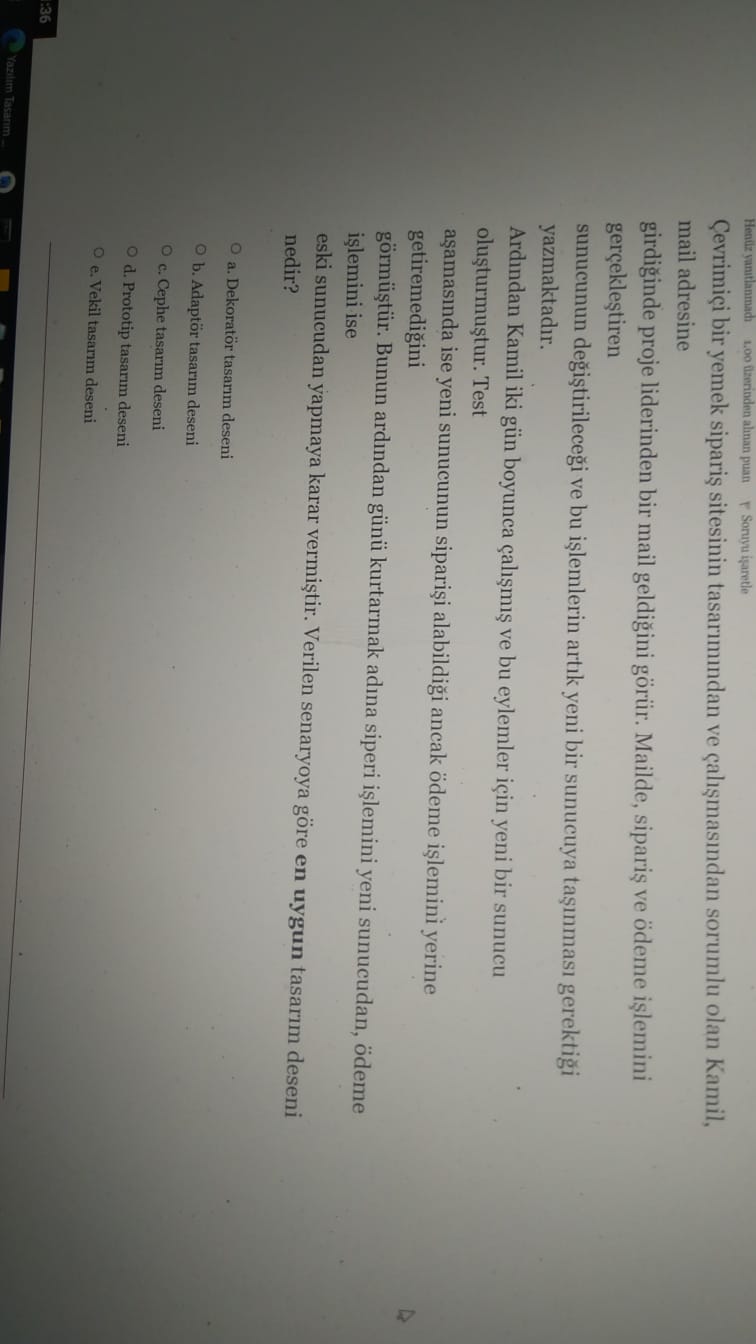 Henüz yanıtlanmadı 1,00 üzerinden alınan puan Soruyu işaretle
Çevrimiçi bir yemek sipariş sitesinin tasarımından ve çalışmasından sorumlu olan Kamil,
mail adresine
girdiğinde proje liderinden bir mail geldiğini görür. Mailde, sipariş ve ödeme işlemini
gerçekleştiren
sunucunun değiştirileceği ve bu işlemlerin artık yeni bir sunucuya taşınması gerektiği
yazmaktadır.
Ardından Kamil iki gün boyunca çalışmış ve bu eylemler için yeni bir sunucu
oluşturmuştur. Test
aşamasında ise yeni sunucunun siparişi alabildiği ancak ödeme işlemini yerine
getiremediğini
görmüştür. Bunun ardından günü kurtarmak adına siperi işlemini yeni sunucudan, ödeme
işlemini ise
eski sunucudan yapmaya karar vermiştir. Verilen senaryoya göre en uygun tasarım deseni
nedir?
a. Dekoratör tasarım deseni
b. Adaptör tasarım deseni
c. Cephe tasarım deseni
d. Prototip tasarım deseni
e. Vekil tasarım deseni
:36
Yazılım Tasarım ...